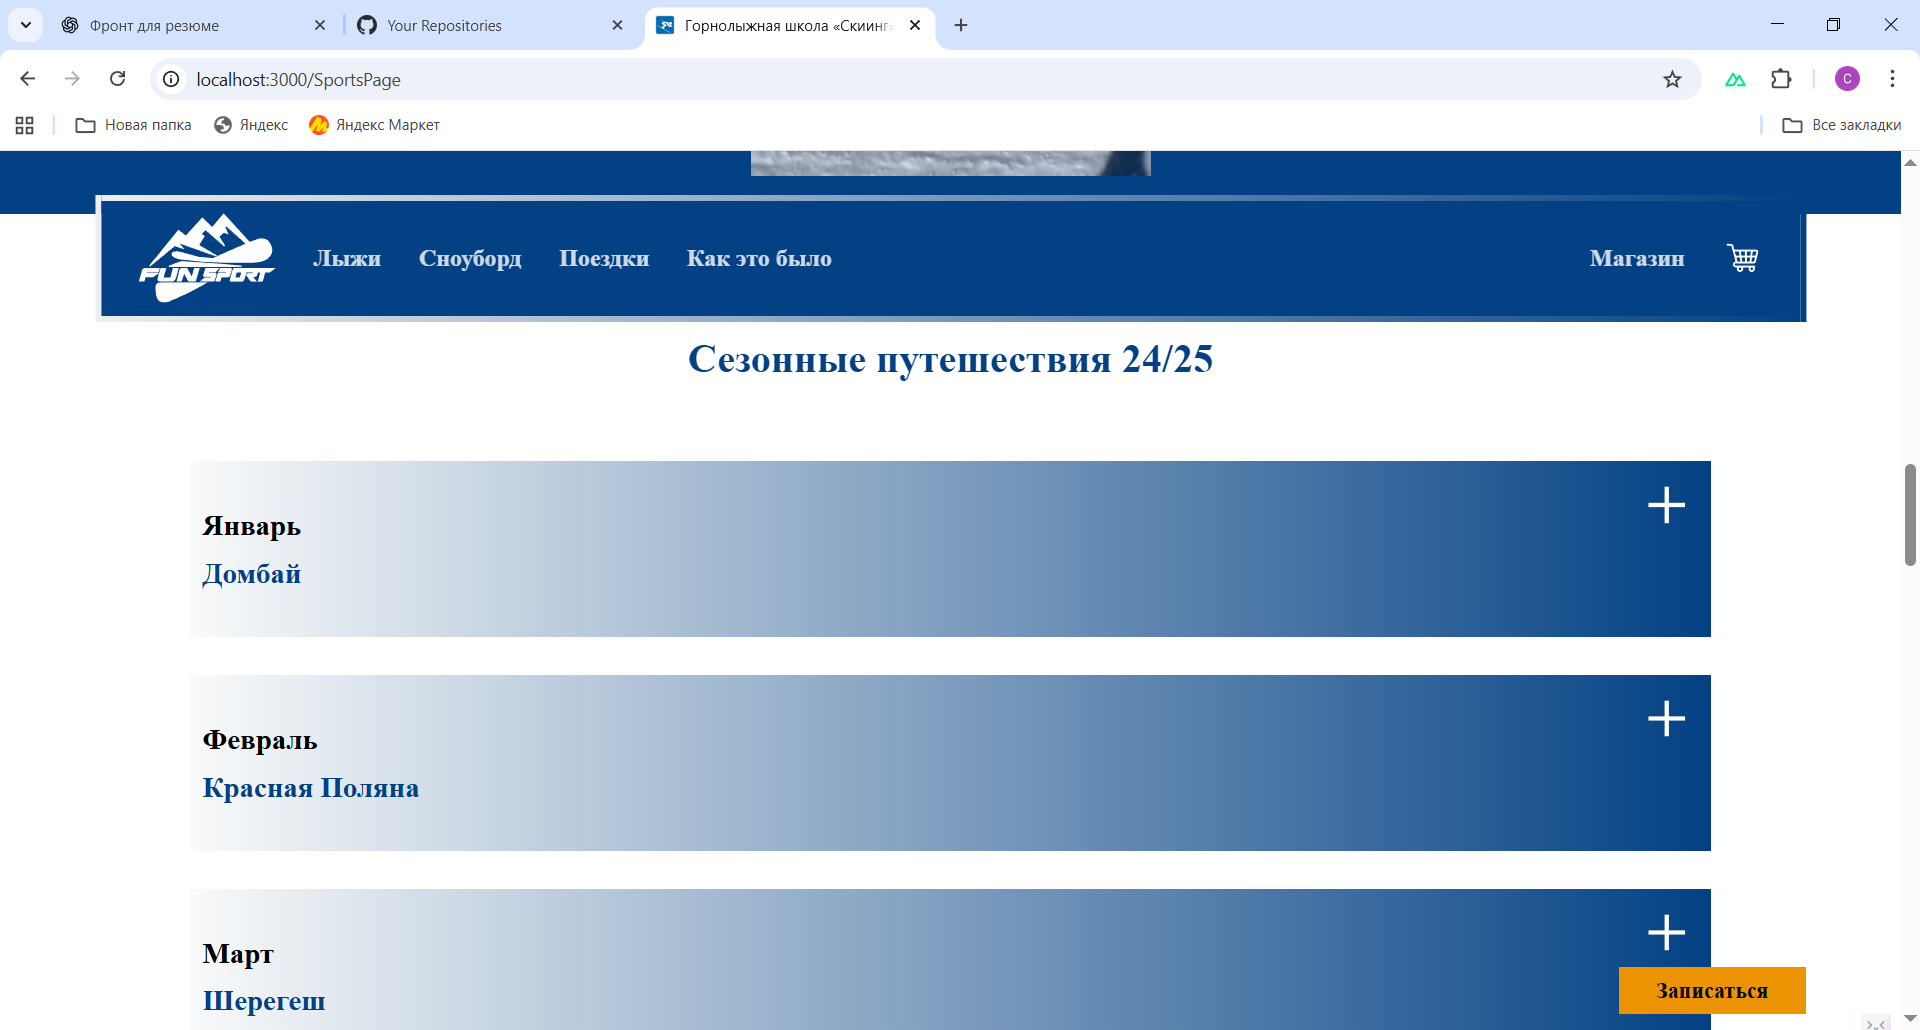 Фронт для резюме
Your Repositories
Горнолыжная школа «Скиинг»
localhost:3000/SportsPage
C
Новая папка
Яндекс
Яндекс Маркет
Все закладки
FUN SPORT
Лыжи
Сноуборд
Поездки
Как это было
Магазин
Сезонные путешествия 24/25
Январь
Домбай
Февраль
Красная Поляна
Март
Шерегеш
Записаться